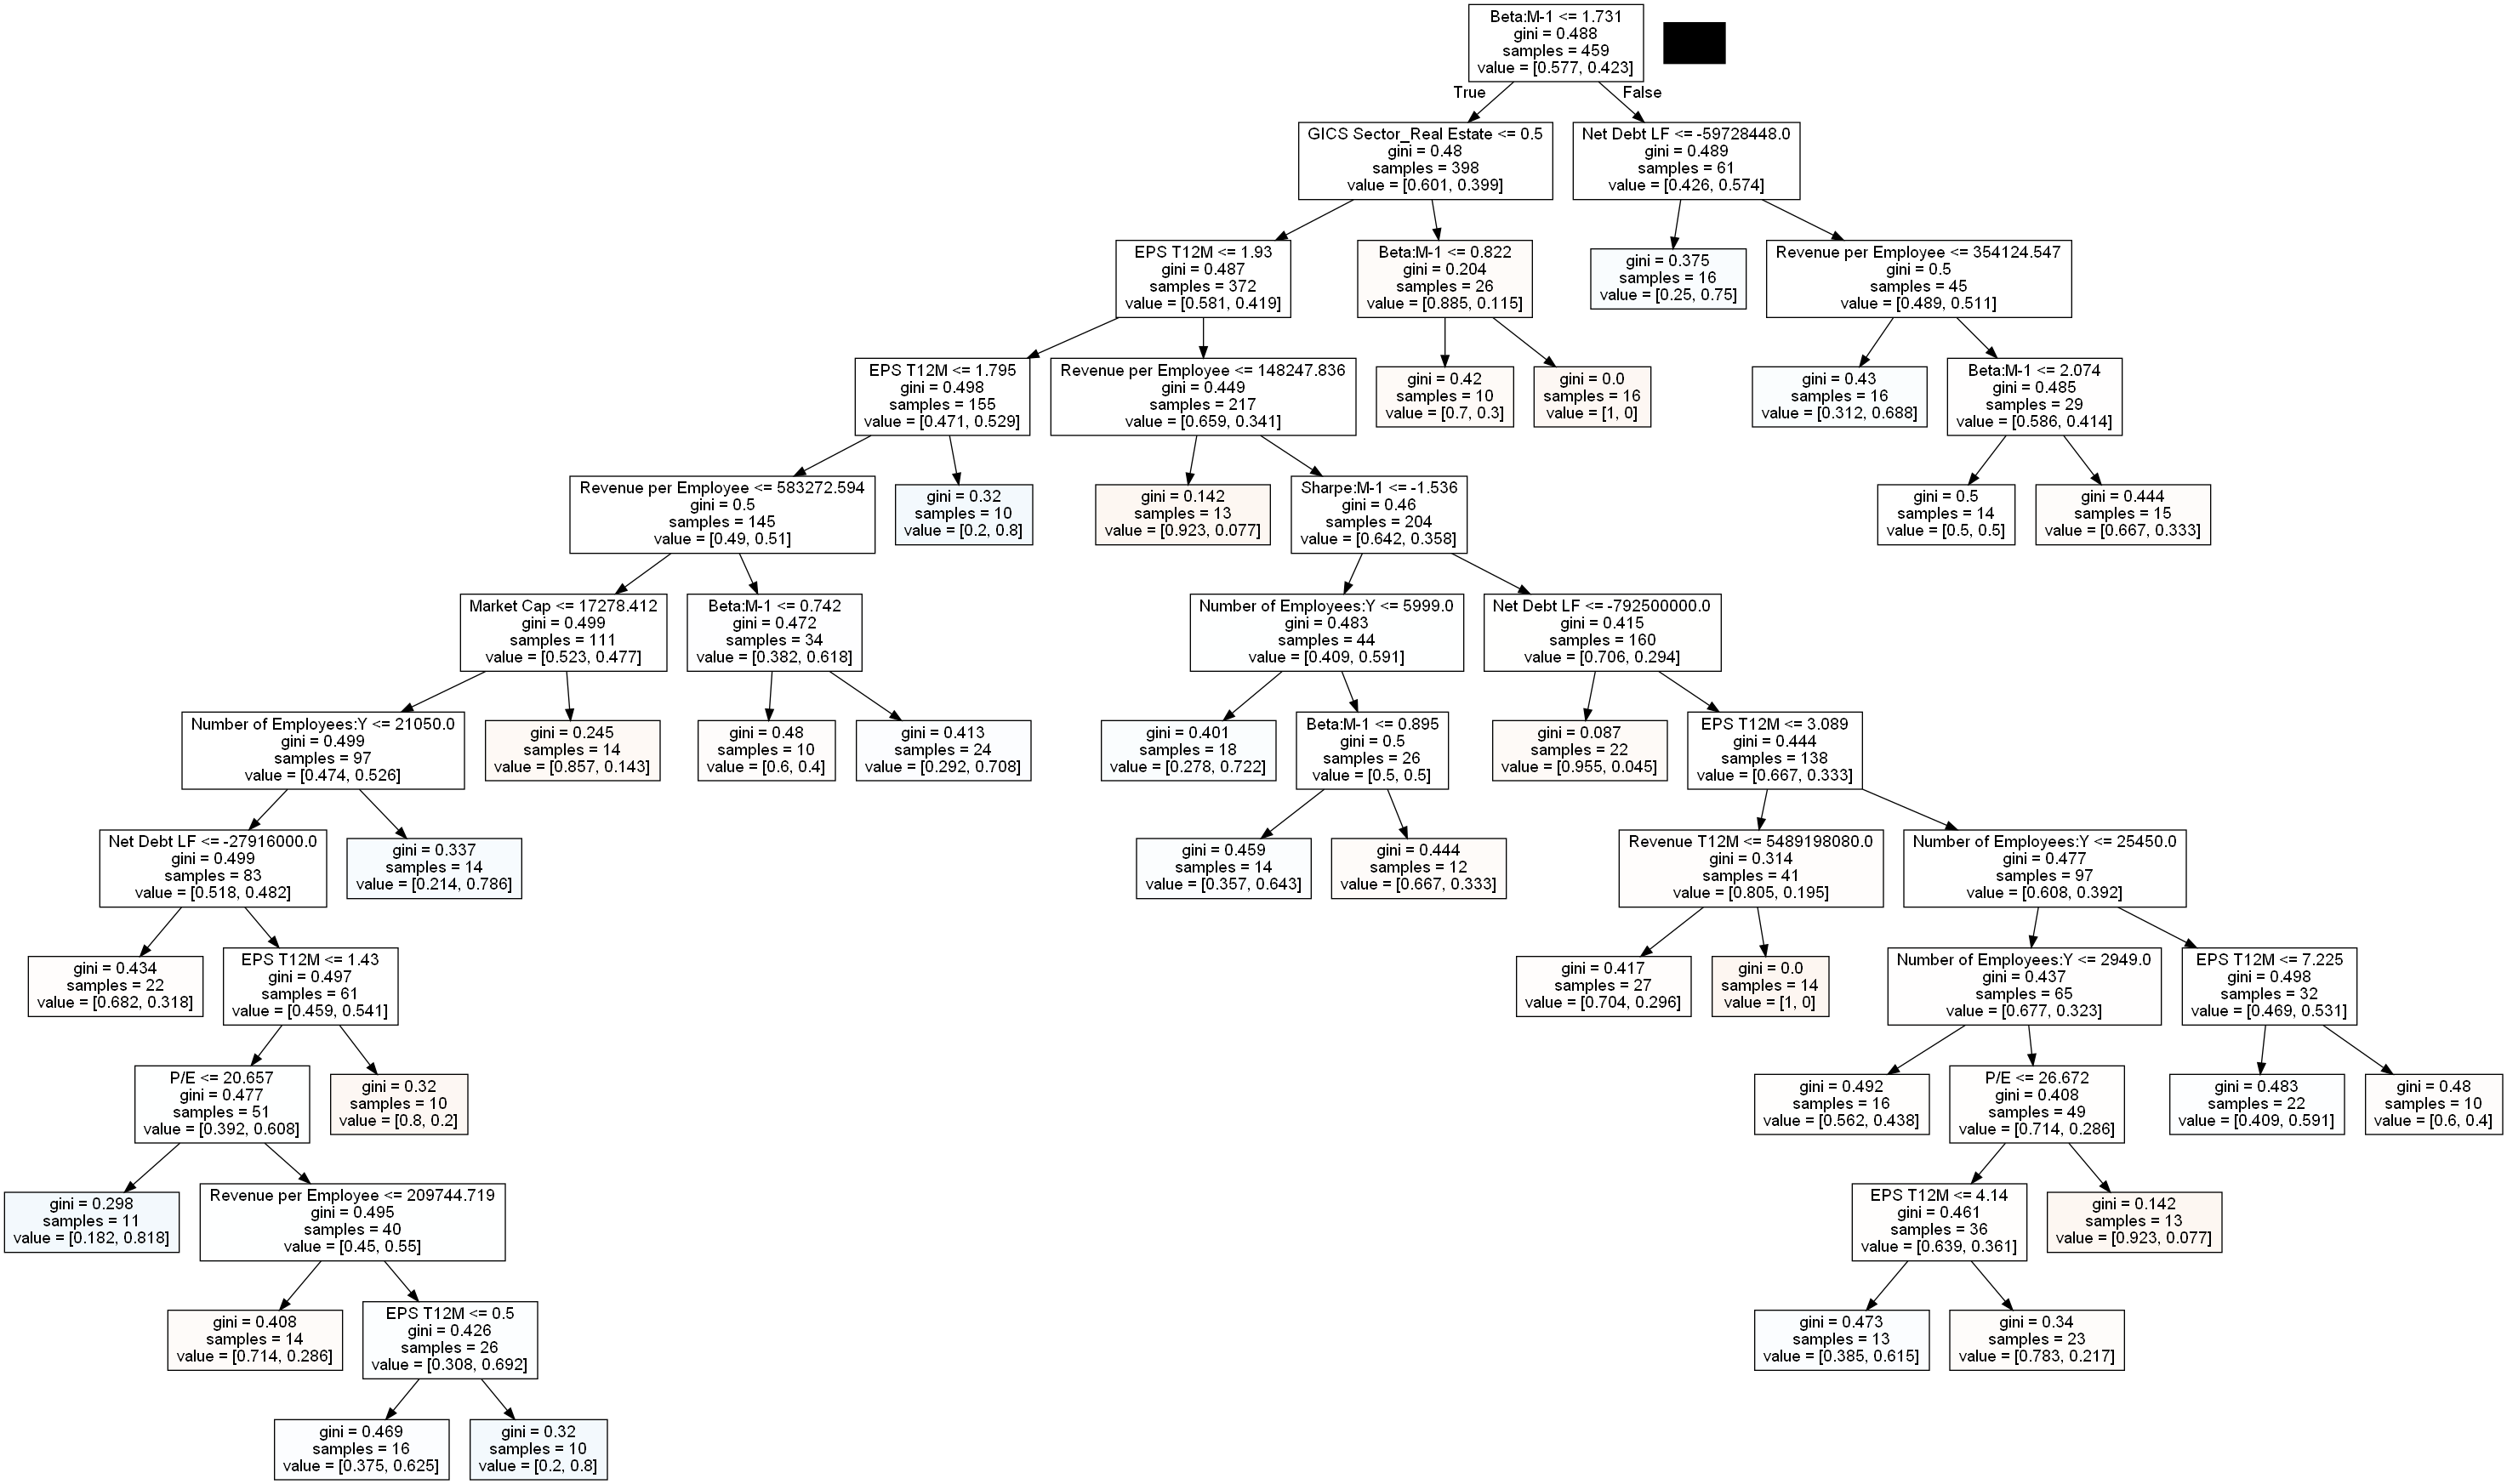 Beta:M-1 <= 1.731
gini = 0.488
samples = 459
value = [0.577, 0.423]
True
False
GICS Sector_Real Estate <= 0.5
gini = 0.48
samples = 398
value = [0.601, 0.399]
Net Debt LF <= -59728448.0
gini = 0.489
samples = 61
value = [0.426, 0.574]
EPS T12M <= 1.93
gini = 0.487
samples = 372
value = [0.581, 0.419]
Beta:M-1 <= 0.822
gini = 0.204
samples = 26
value = [0.885, 0.115]
gini = 0.375
samples = 16
value = [0.25, 0.75]
Revenue per Employee <= 354124.547
gini = 0.5
samples = 45
value = [0.489, 0.511]
EPS T12M <= 1.795
gini = 0.498
samples = 155
value = [0.471, 0.529]
Revenue per Employee <= 148247.836
gini = 0.449
samples = 217
value = [0.659, 0.341]
gini = 0.42
samples = 10
value = [0.7, 0.3]
gini = 0.0
samples = 16
value = [1, 0]
gini = 0.43
samples = 16
value = [0.312, 0.688]
Beta:M-1 <= 2.074
gini = 0.485
samples = 29
value = [0.586, 0.414]
Revenue per Employee <= 583272.594
gini = 0.5
samples = 145
value = [0.49, 0.51]
gini = 0.32
samples = 10
value = [0.2, 0.8]
gini = 0.142
samples = 13
value = [0.923, 0.077]
Sharpe:M-1 <= -1.536
gini = 0.46
samples = 204
value = [0.642, 0.358]
gini = 0.5
samples = 14
value = [0.5, 0.5]
gini = 0.444
samples = 15
value = [0.667, 0.333]
Market Cap <= 17278.412
gini = 0.499
samples = 111
value = [0.523, 0.477]
Beta:M-1 <= 0.742
gini = 0.472
samples = 34
value = [0.382, 0.618]
Number of Employees:Y <= 5999.0
gini = 0.483
samples = 44
value = [0.409, 0.591]
Net Debt LF <= -792500000.0
gini = 0.415
samples = 160
value = [0.706, 0.294]
Number of Employees:Y <= 21050.0
gini = 0.499
samples = 97
value = [0.474, 0.526]
gini = 0.245
samples = 14
value = [0.857, 0.143]
gini = 0.48
samples = 10
value = [0.6, 0.4]
gini = 0.413
samples = 24
value = [0.292, 0.708]
gini = 0.401
samples = 18
value = [0.278, 0.722]
Beta:M-1 <= 0.895
gini = 0.5
samples = 26
value = [0.5, 0.5]
gini = 0.087
samples = 22
value = [0.955, 0.045]
EPS T12M <= 3.089
gini = 0.444
samples = 138
value = [0.667, 0.333]
Net Debt LF <= -27916000.0
gini = 0.499
samples = 83
value = [0.518, 0.482]
gini = 0.337
samples = 14
value = [0.214, 0.786]
gini = 0.459
samples = 14
value = [0.357, 0.643]
gini = 0.444
samples = 12
value = [0.667, 0.333]
Revenue T12M <= 5489198080.0
gini = 0.314
samples = 41
value = [0.805, 0.195]
Number of Employees:Y <= 25450.0
gini = 0.477
samples = 97
value = [0.608, 0.392]
gini = 0.434
samples = 22
value = [0.682, 0.318]
EPS T12M <= 1.43
gini = 0.497
samples = 61
value = [0.459, 0.541]
gini = 0.417
samples = 27
value = [0.704, 0.296]
gini = 0.0
samples = 14
value = [1, 0]
Number of Employees:Y <= 2949.0
gini = 0.437
samples = 65
value = [0.677, 0.323]
EPS T12M <= 7.225
gini = 0.498
samples = 32
value = [0.469, 0.531]
P/E <= 20.657
gini = 0.477
samples = 51
value = [0.392, 0.608]
gini = 0.32
samples = 10
value = [0.8, 0.2]
gini = 0.492
samples = 16
value = [0.562, 0.438]
P/E <= 26.672
gini = 0.408
samples = 49
value = [0.714, 0.286]
gini = 0.483
samples = 22
value = [0.409, 0.591]
gini = 0.48
samples = 10
value = [0.6, 0.4]
gini = 0.298
samples = 11
value = [0.182, 0.818]
Revenue per Employee <= 209744.719
gini = 0.495
samples = 40
value = [0.45, 0.55]
EPS T12M <= 4.14
gini = 0.461
samples = 36
value = [0.639, 0.361]
gini = 0.142
samples = 13
value = [0.923, 0.077]
gini = 0.408
samples = 14
value = [0.714, 0.286]
EPS T12M <= 0.5
gini = 0.426
samples = 26
value = [0.308, 0.692]
gini = 0.473
samples = 13
value = [0.385, 0.615]
gini = 0.34
samples = 23
value = [0.783, 0.217]
gini = 0.469
samples = 16
value = [0.375, 0.625]
gini = 0.32
samples = 10
value = [0.2, 0.8]